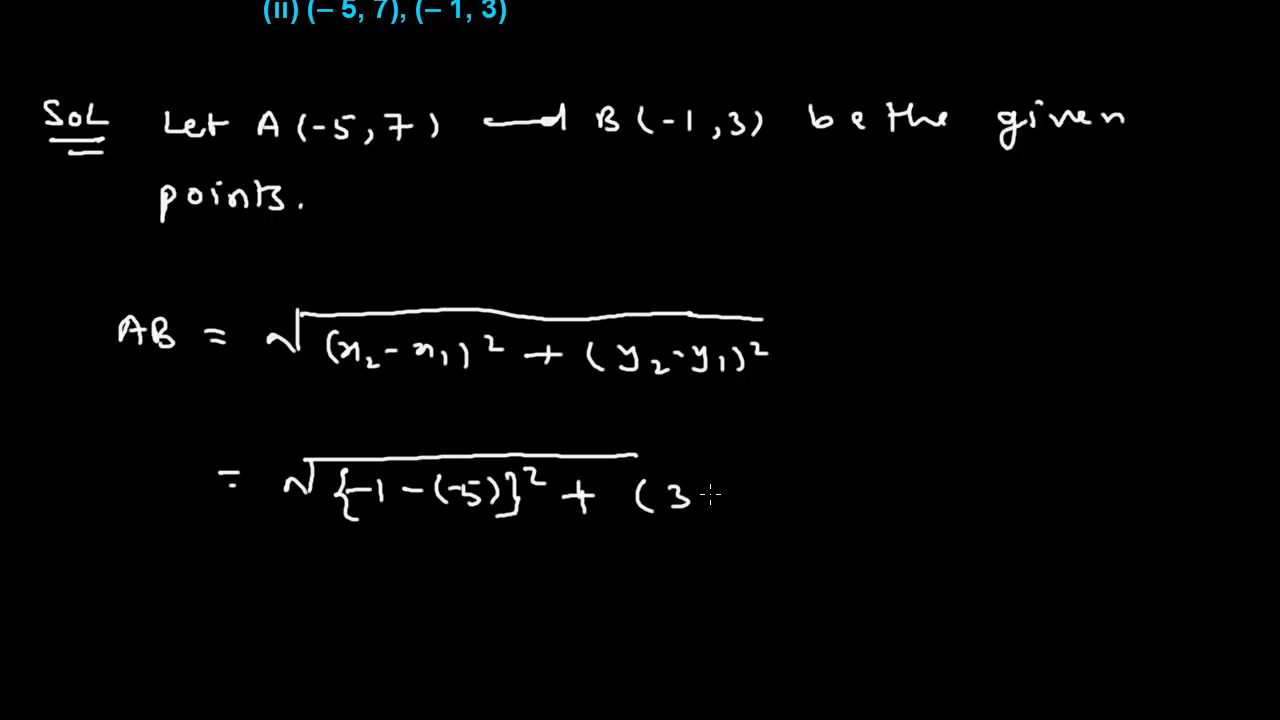 (ii) (– 5, 7), (– 1, 3)
SoL Let A(-5,7) and B(-1,3) be the given
points.
AB = √(x₂-x₁)² + (y₂-y₁)²
= √{-1-(-5)}² + (3